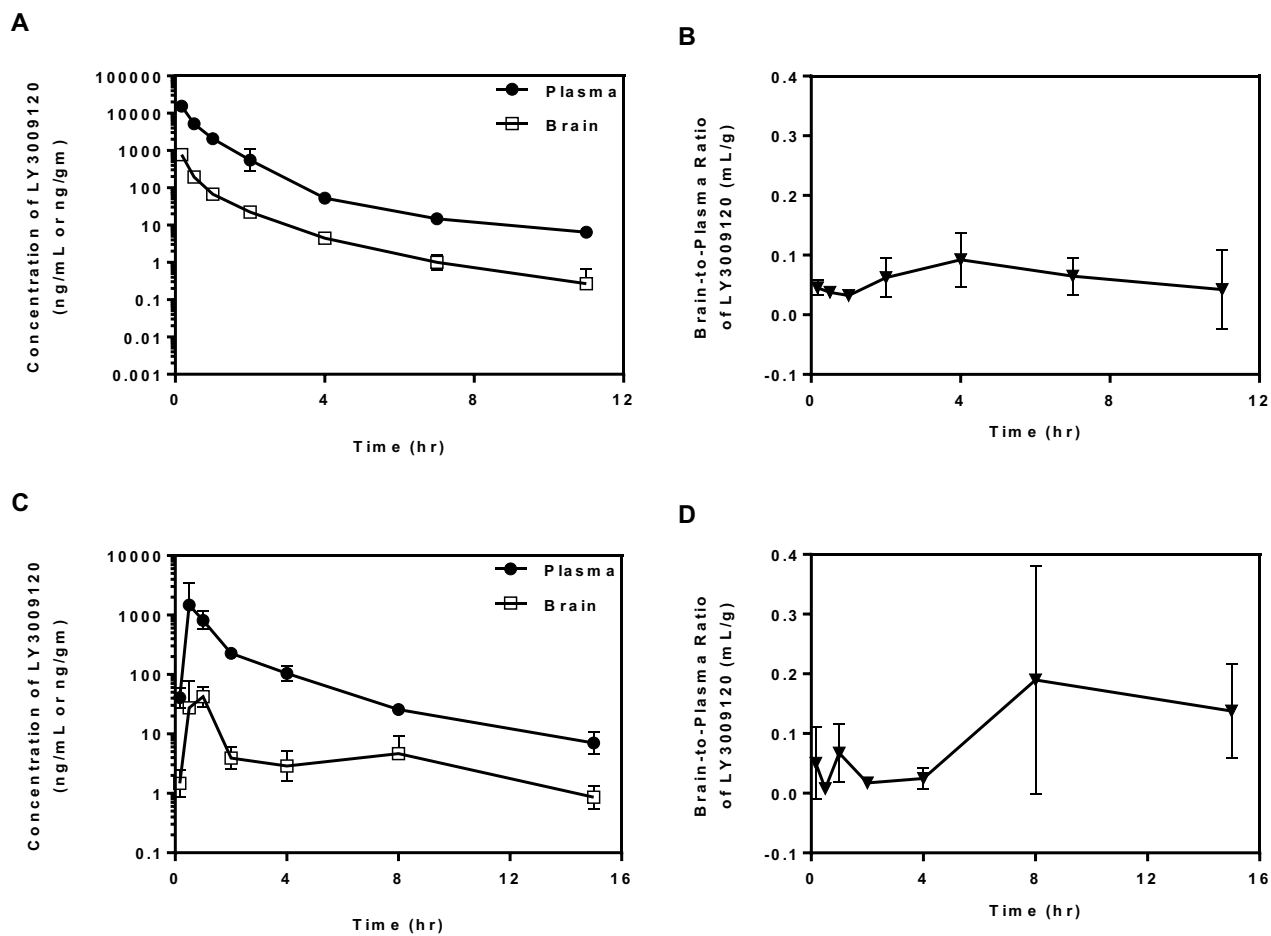 A
Concentration of LY3009120
(ng/mL or ng/gm)
100000
10000
1000
100
10
1
0.1
0.01
0.001
Plasma
Brain
0
4
8
12
Time (hr)
B
Brain-to-Plasma Ratio
of LY3009120 (mL/g)
0.4
0.3
0.2
0.1
0.0
-0.1
0
4
8
12
Time (hr)
C
Concentration of LY3009120
(ng/mL or ng/gm)
10000
1000
100
10
1
0.1
Plasma
Brain
0
4
8
12
16
Time (hr)
D
Brain-to-Plasma Ratio
of LY3009120 (mL/g)
0.4
0.3
0.2
0.1
0.0
-0.1
0
4
8
12
16
Time (hr)